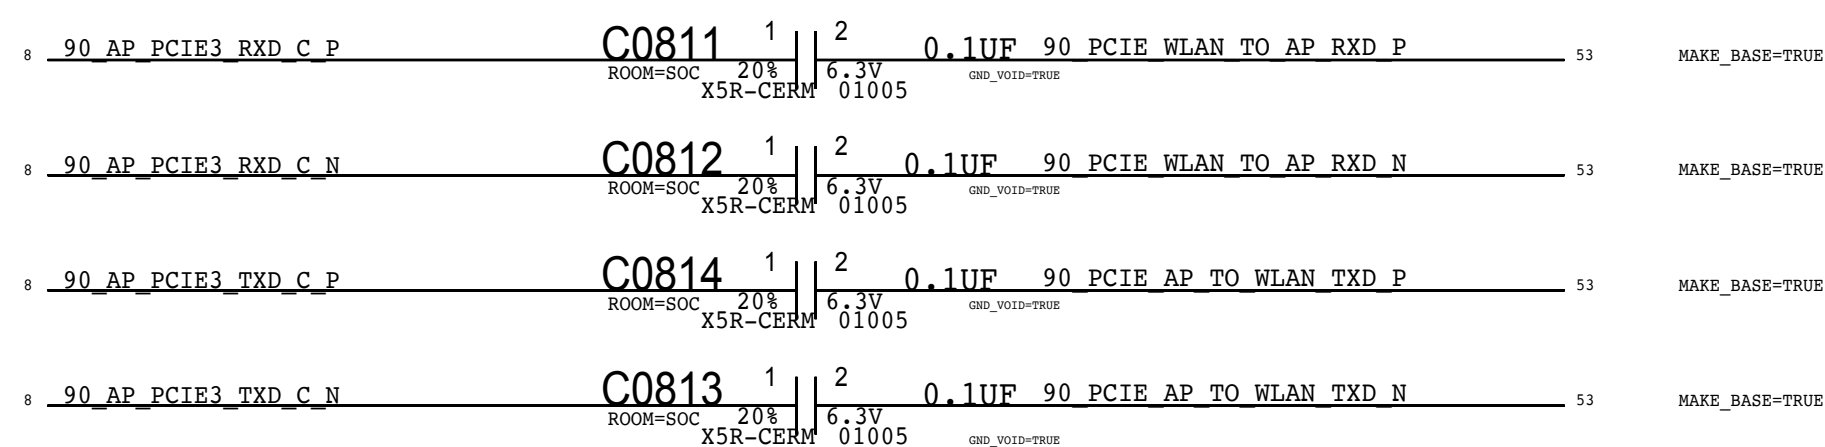 8 90_AP_PCIE3_RXD_C_P C0811 1 2 0.1UF 90_PCIE_WLAN_TO_AP_RXD_P 53 MAKE_BASE=TRUE
ROOM=SOC 20% 6.3V GND_VOID=TRUE
X5R-CERM 01005
8 90_AP_PCIE3_RXD_C_N C0812 1 2 0.1UF 90_PCIE_WLAN_TO_AP_RXD_N 53 MAKE_BASE=TRUE
ROOM=SOC 20% 6.3V GND_VOID=TRUE
X5R-CERM 01005
8 90_AP_PCIE3_TXD_C_P C0814 1 2 0.1UF 90_PCIE_AP_TO_WLAN_TXD_P 53 MAKE_BASE=TRUE
ROOM=SOC 20% 6.3V GND_VOID=TRUE
X5R-CERM 01005
8 90_AP_PCIE3_TXD_C_N C0813 1 2 0.1UF 90_PCIE_AP_TO_WLAN_TXD_N 53 MAKE_BASE=TRUE
ROOM=SOC 20% 6.3V
X5R-CERM 01005 GND_VOID=TRUE